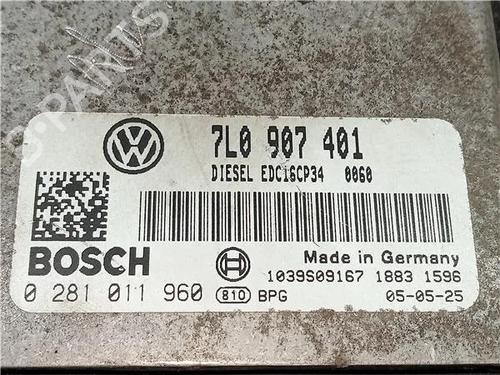 7L0 907 401
DIESEL EDC16CP34 0060
BOSCH
Made in Germany
1039S09167 1883 1596
0 281 011 960 810 BPG 05-05-25